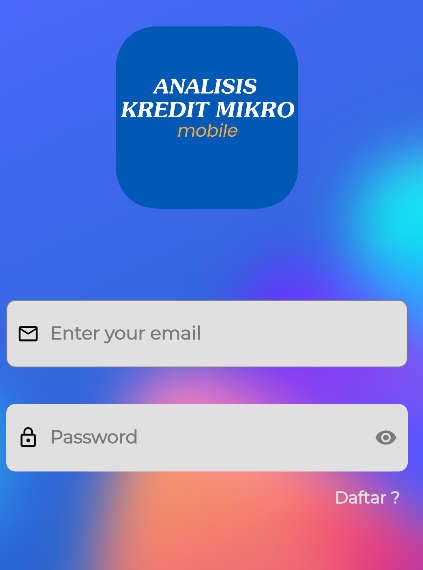 ANALISIS
KREDIT MIKRO
mobile
Enter your email
Password
Daftar ?